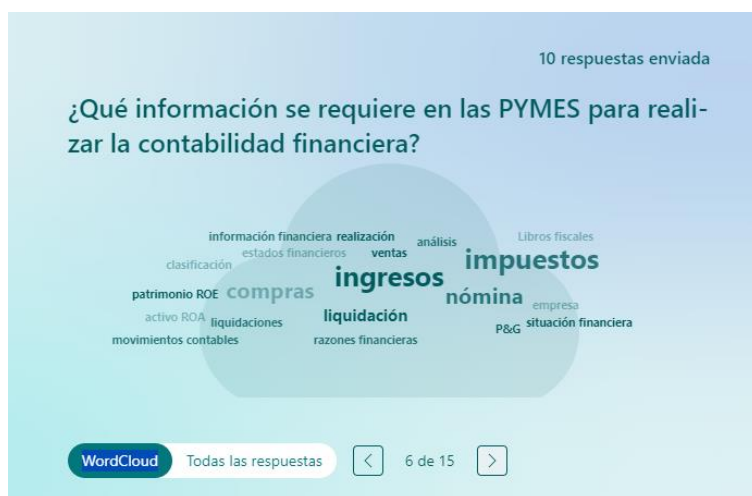 10 respuestas enviada
¿Qué información se requiere en las PYMES para reali-
zar la contabilidad financiera?
información financiera realización análisis Libros fiscales
estados financieros ventas
clasificación impuestos
ingresos
patrimonio ROE compras nómina empresa
activo ROA liquidaciones liquidación P&G situación financiera
movimientos contables razones financieras
WordCloud Todas las respuestas < 6 de 15 >